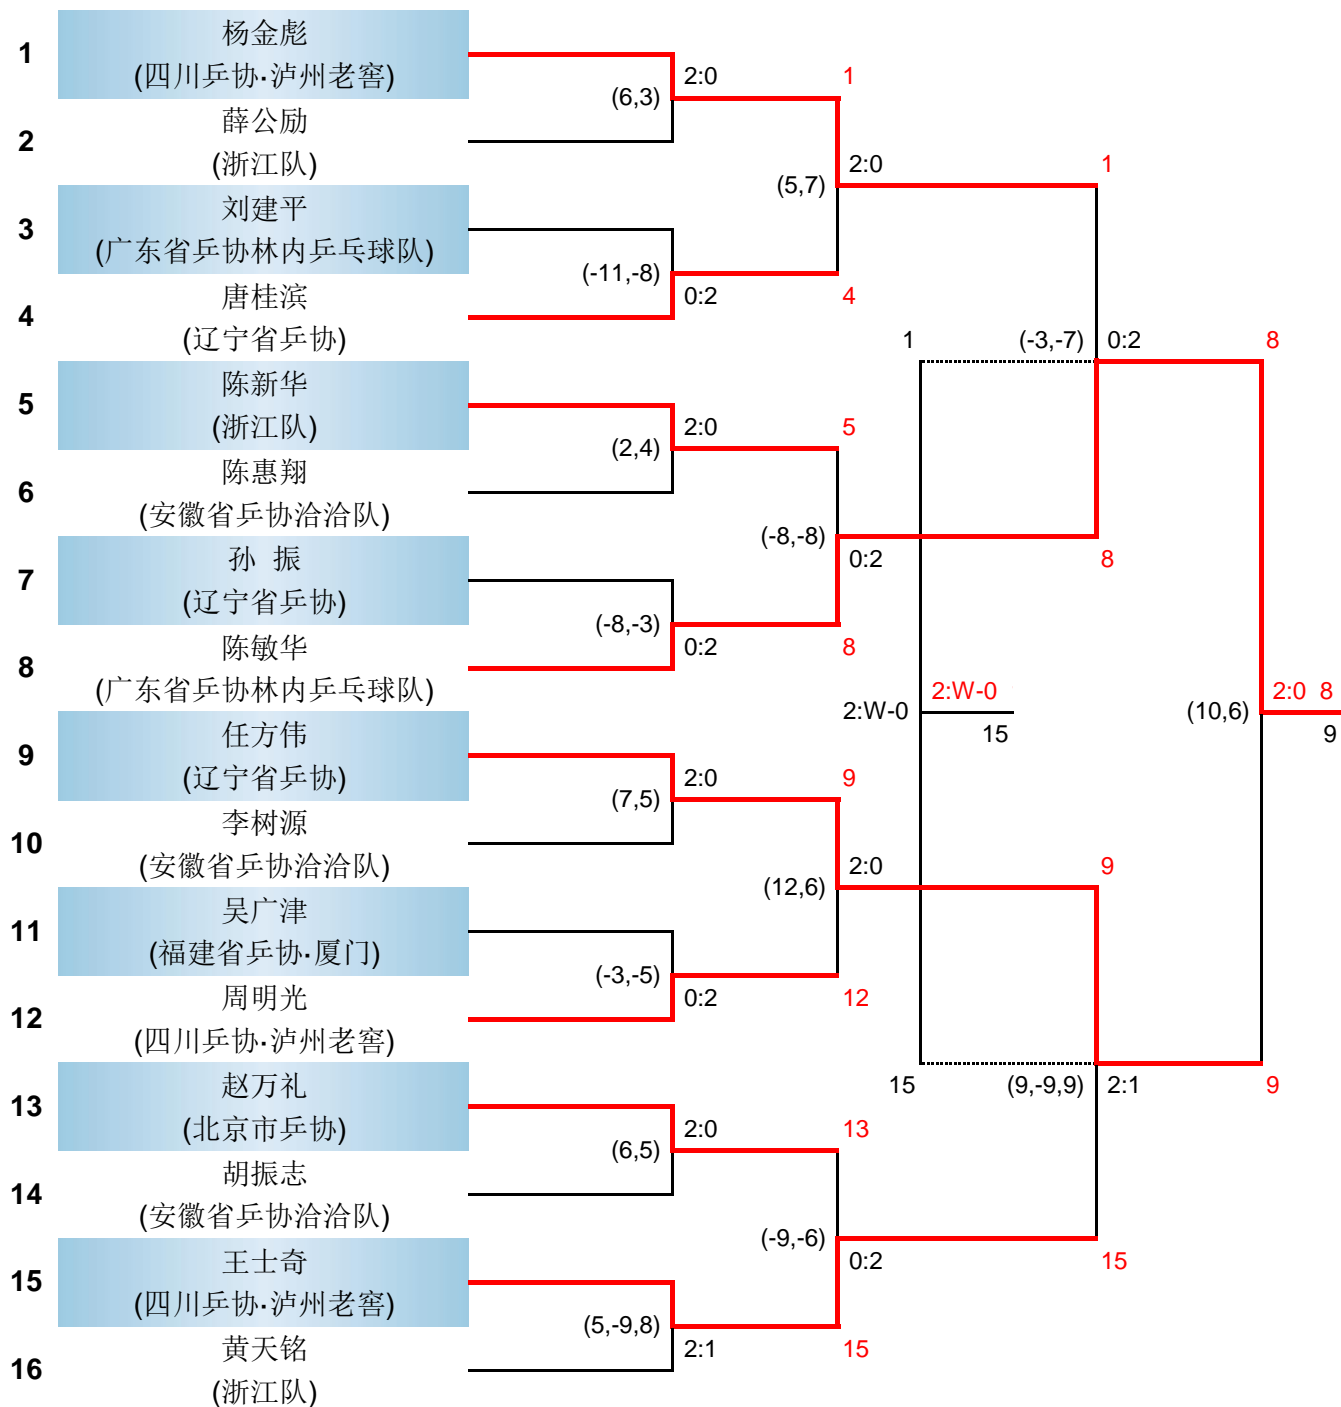 1
杨金彪
(四川乒协·泸州老窖)
2
薛公励
(浙江队)
3
刘建平
(广东省乒协林内乒乓球队)
4
唐桂滨
(辽宁省乒协)
5
陈新华
(浙江队)
6
陈惠翔
(安徽省乒协洽洽队)
7
孙 振
(辽宁省乒协)
8
陈敏华
(广东省乒协林内乒乓球队)
9
任方伟
(辽宁省乒协)
10
李树源
(安徽省乒协洽洽队)
11
吴广津
(福建省乒协·厦门)
12
周明光
(四川乒协·泸州老窖)
13
赵万礼
(北京市乒协)
14
胡振志
(安徽省乒协洽洽队)
15
王士奇
(四川乒协·泸州老窖)
16
黄天铭
(浙江队)
(6,3)
2:0
1
(-11,-8)
0:2
4
(2,4)
2:0
5
(-8,-3)
0:2
8
(7,5)
2:0
9
(-3,-5)
0:2
12
(6,5)
2:0
13
(5,-9,8)
2:1
15
(5,7)
2:0
1
(-8,-8)
0:2
8
(12,6)
2:0
9
(-9,-6)
0:2
15
1
(-3,-7)
0:2
8
15
(9,-9,9)
2:1
9
2:W-0
2:W-0
15
(10,6)
2:0 8
9